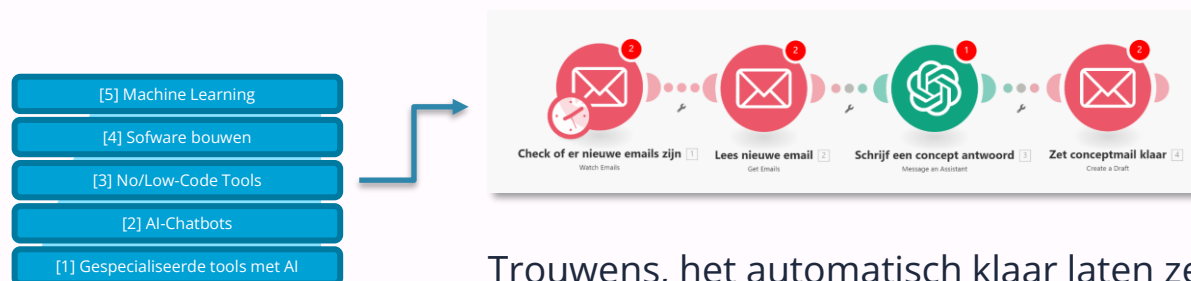 [5] Machine Learning
[4] Sofware bouwen
[3] No/Low-Code Tools
[2] AI-Chatbots
[1] Gespecialiseerde tools met AI
2 2 1 2
Check of er nieuwe emails zijn 1 Lees nieuwe email 2 Schrijf een concept antwoord 3 Zet conceptmail klaar 4
Watch Emails Get Emails Message an Assistant Create a Draft
Trouwens, het automatisch klaar laten